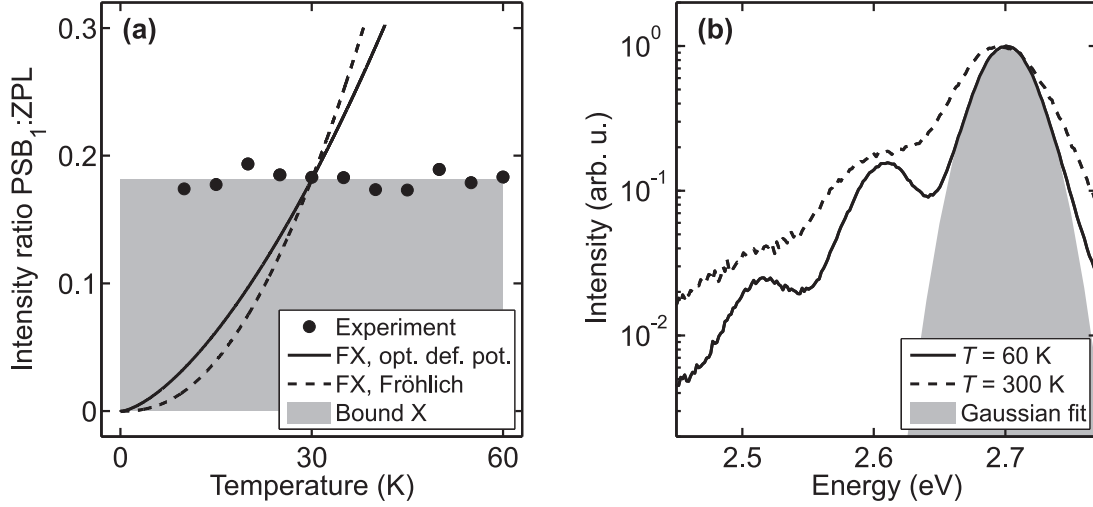 (a)
Intensity ratio PSB₁:ZPL
0.3
0.2
0.1
0
Experiment
FX, opt. def. pot.
FX, Fröhlich
Bound X
0
30
60
Temperature (K)
(b)
Intensity (arb. u.)
10⁰
10⁻¹
10⁻²
T = 60 K
T = 300 K
Gaussian fit
2.5
2.6
2.7
Energy (eV)